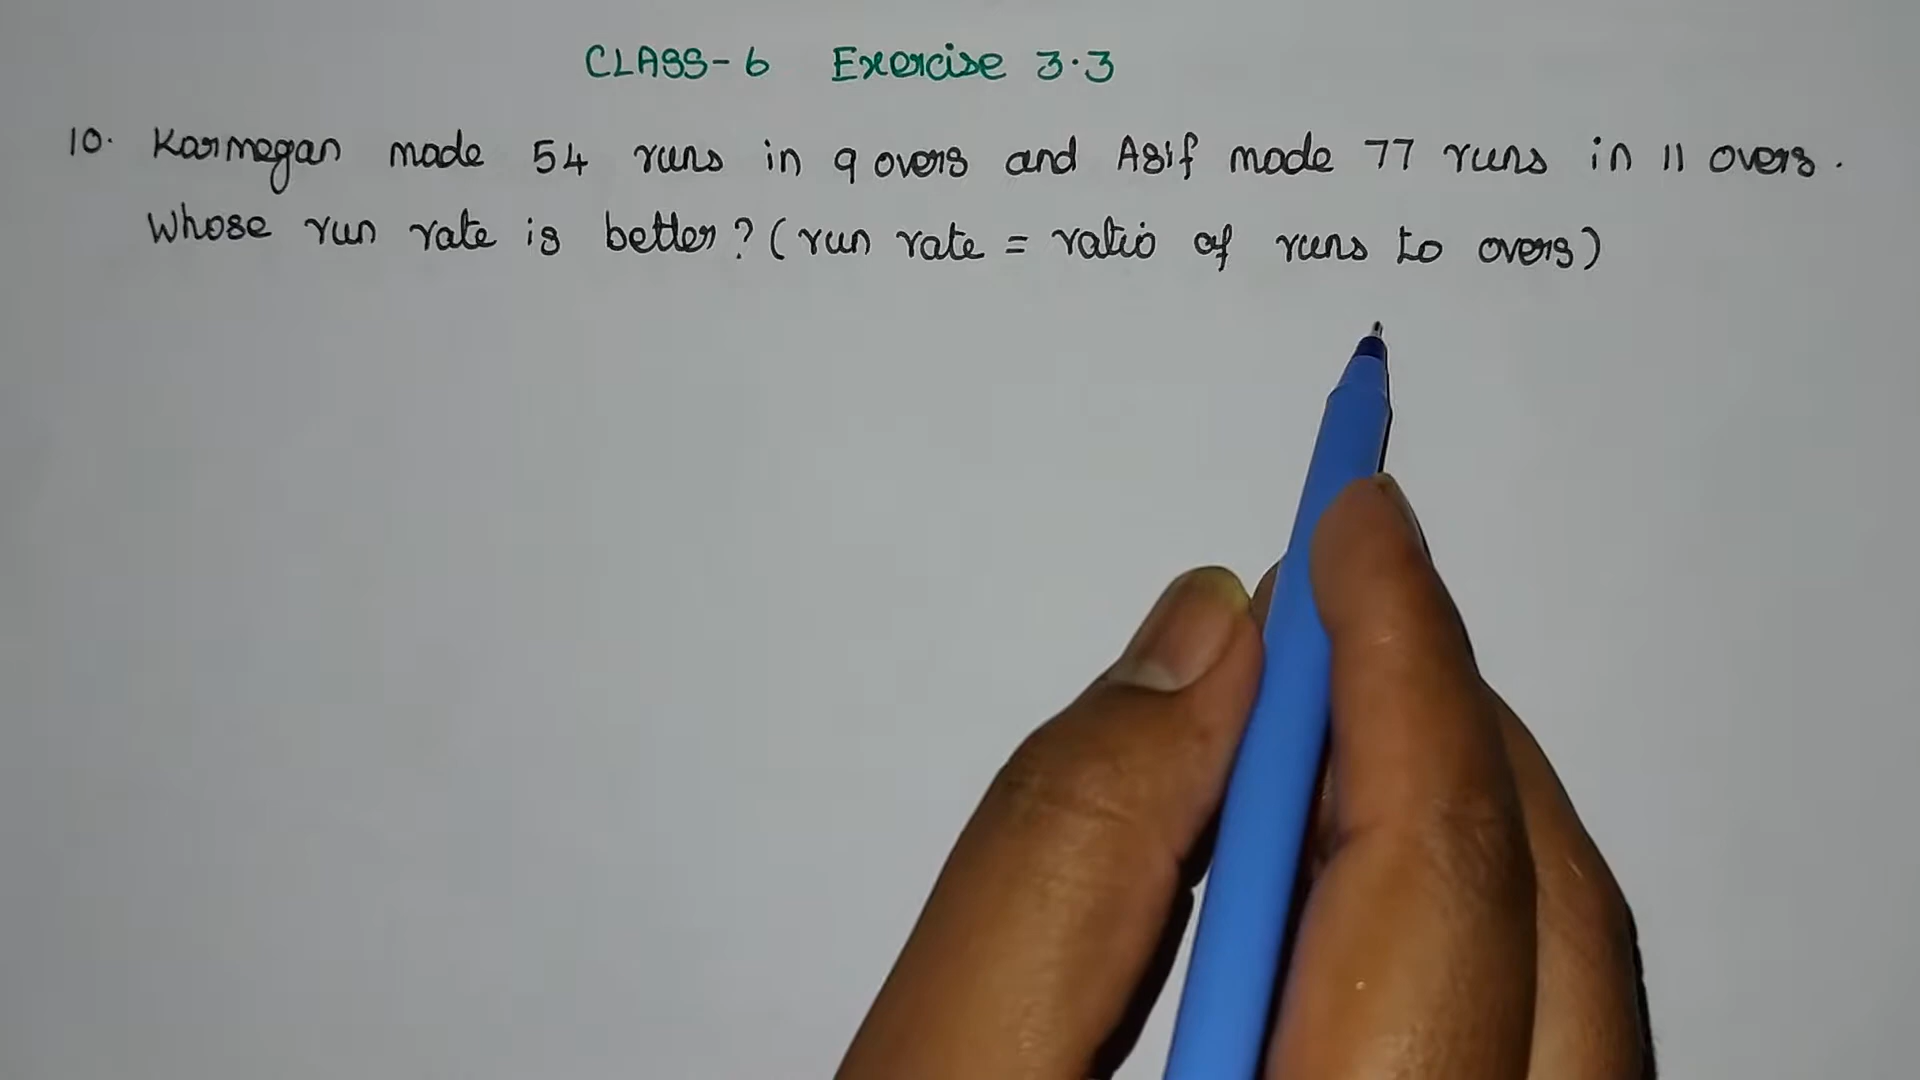 CLASS-6 Exercise 3.3
10. Karmegan made 54 runs in 9 overs and Asif made 77 runs in 11 overs.
Whose run rate is better? (run rate = ratio of runs to overs)